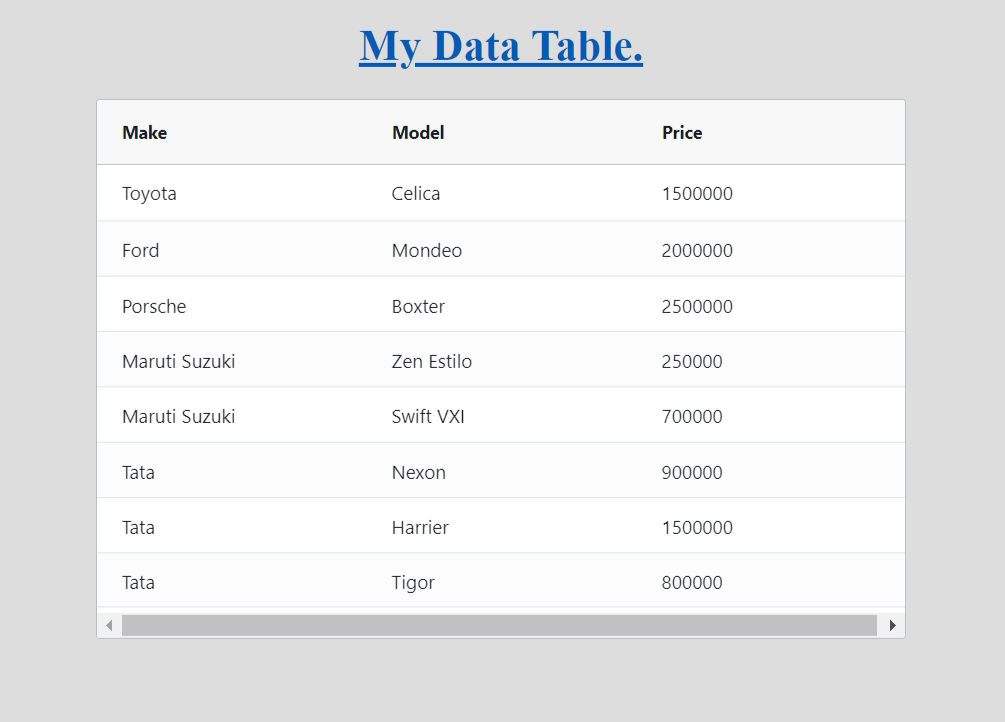 My Data Table.
Make Model Price
Toyota Celica 1500000
Ford Mondeo 2000000
Porsche Boxter 2500000
Maruti Suzuki Zen Estilo 250000
Maruti Suzuki Swift VXI 700000
Tata Nexon 900000
Tata Harrier 1500000
Tata Tigor 800000